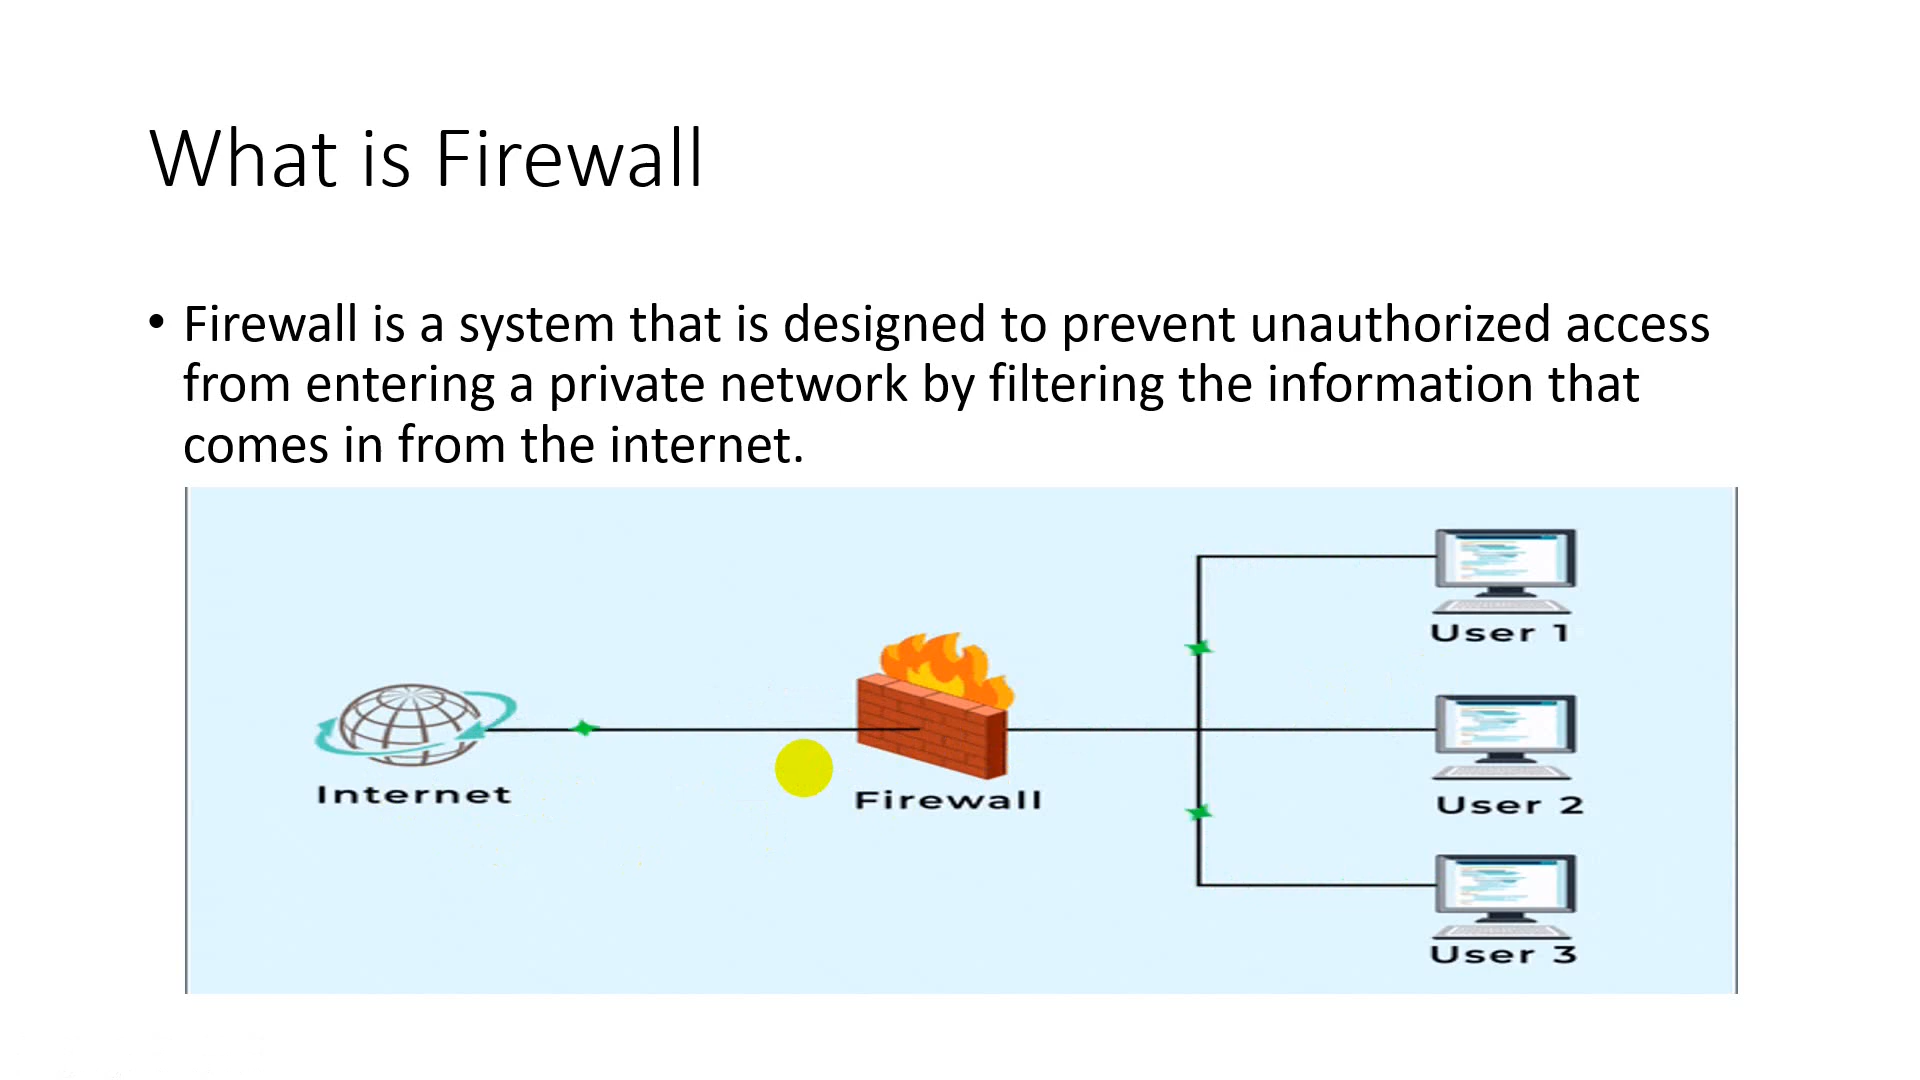 What is Firewall
• Firewall is a system that is designed to prevent unauthorized access
from entering a private network by filtering the information that
comes in from the internet.
User 1
Internet
Firewall
User 2
User 3